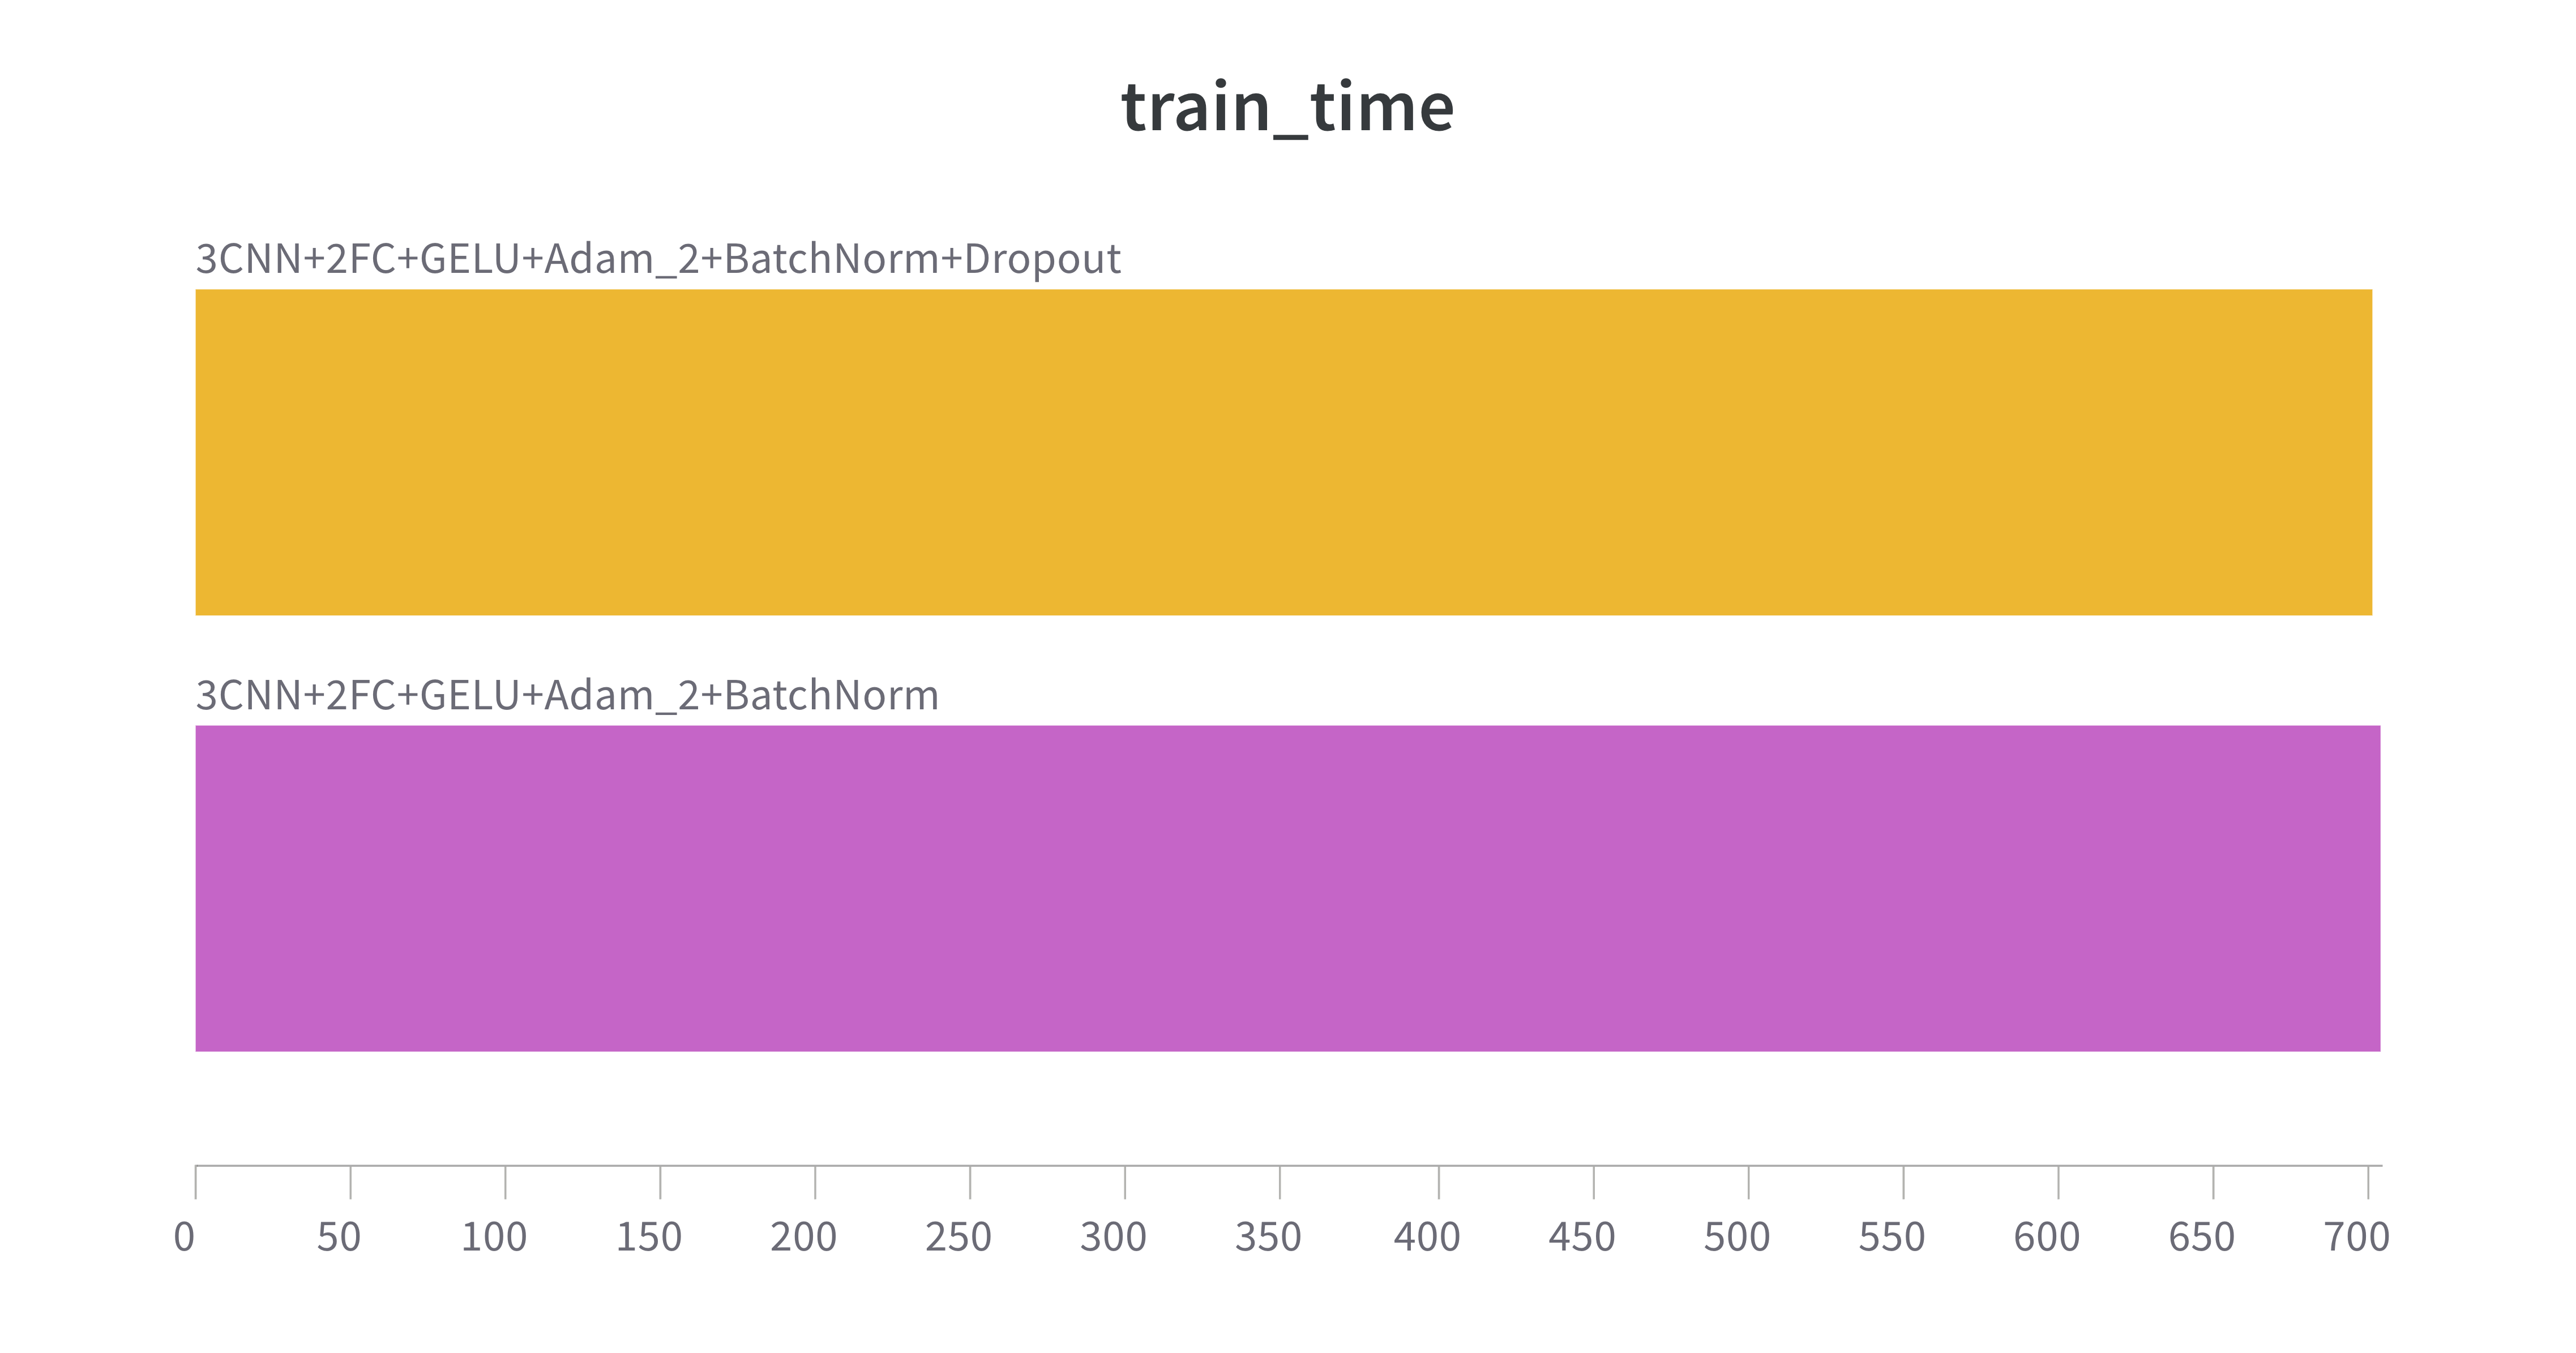 train_time
3CNN+2FC+GELU+Adam_2+BatchNorm+Dropout
3CNN+2FC+GELU+Adam_2+BatchNorm
0 50 100 150 200 250 300 350 400 450 500 550 600 650 700